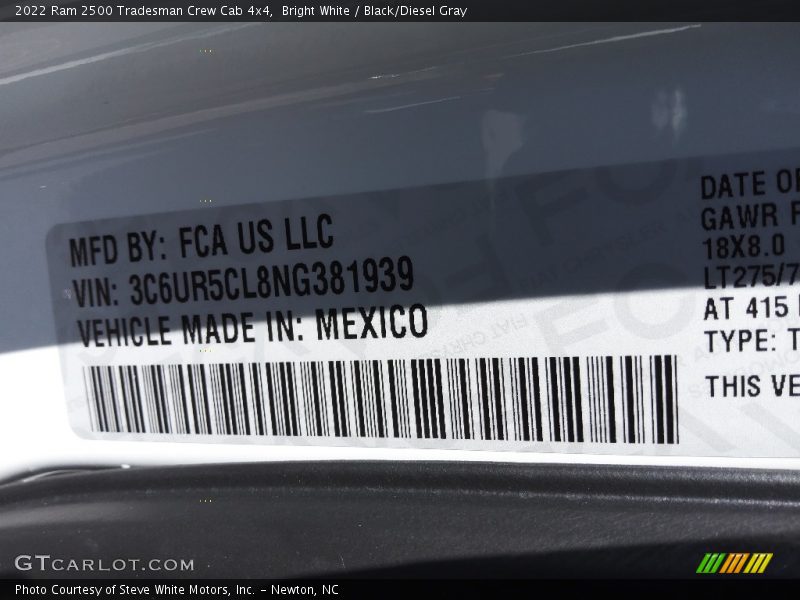 2022 Ram 2500 Tradesman Crew Cab 4x4, Bright White / Black/Diesel Gray
MFD BY: FCA US LLC
VIN: 3C6UR5CL8NG381939
VEHICLE MADE IN: MEXICO
DATE OF
GAWR F
18X8.0
LT275/7
AT 415
TYPE: T
THIS VE
GTCARLOT.COM
Photo Courtesy of Steve White Motors, Inc. – Newton, NC